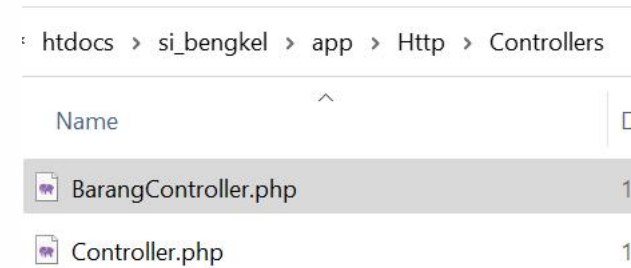 htdocs > si_bengkel > app > Http > Controllers
Name
BarangController.php
Controller.php